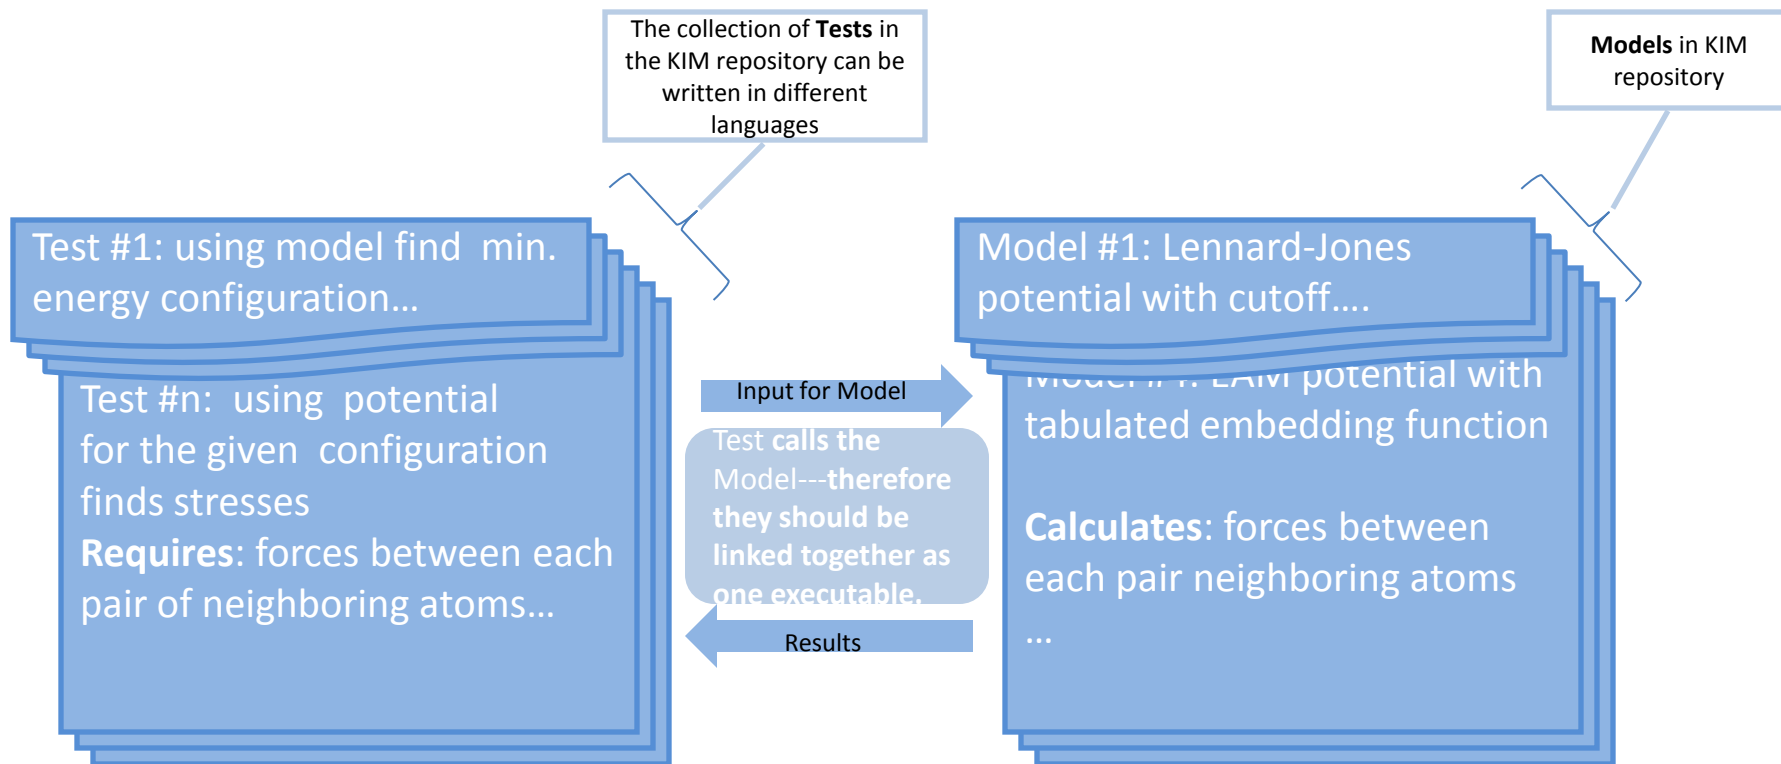 The collection of Tests in
the KIM repository can be
written in different
languages
Models in KIM
repository
Test #1: using model find  min.
energy configuration…
Test #n:  using  potential
for the given  configuration
finds stresses
Requires: forces between each
pair of neighboring atoms…
Input for Model
Test calls the
Model---therefore
they should be
linked together as
one executable.
Results
Model #1: Lennard-Jones
potential with cutoff….
EAM potential with
tabulated embedding function
Calculates: forces between
each pair neighboring atoms
…